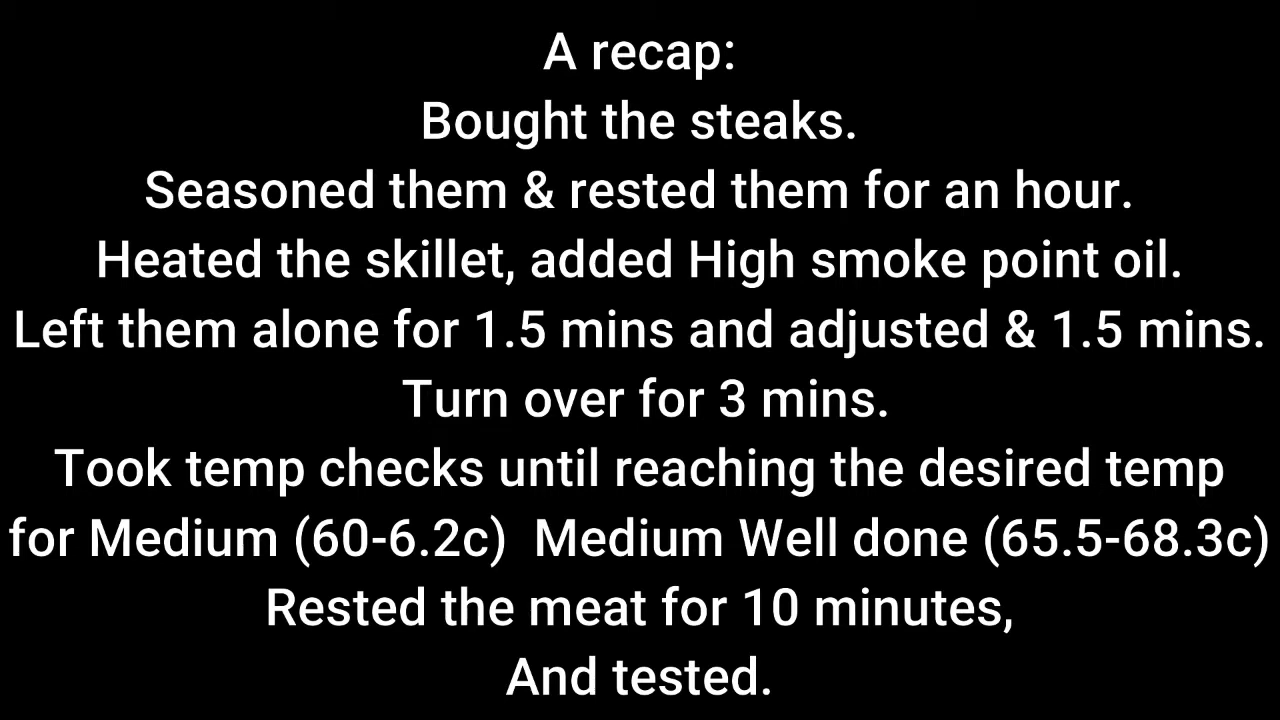 A recap:
Bought the steaks.
Seasoned them & rested them for an hour.
Heated the skillet, added High smoke point oil.
Left them alone for 1.5 mins and adjusted & 1.5 mins.
Turn over for 3 mins.
Took temp checks until reaching the desired temp
for Medium (60-6.2c)  Medium Well done (65.5-68.3c)
Rested the meat for 10 minutes,
And tested.